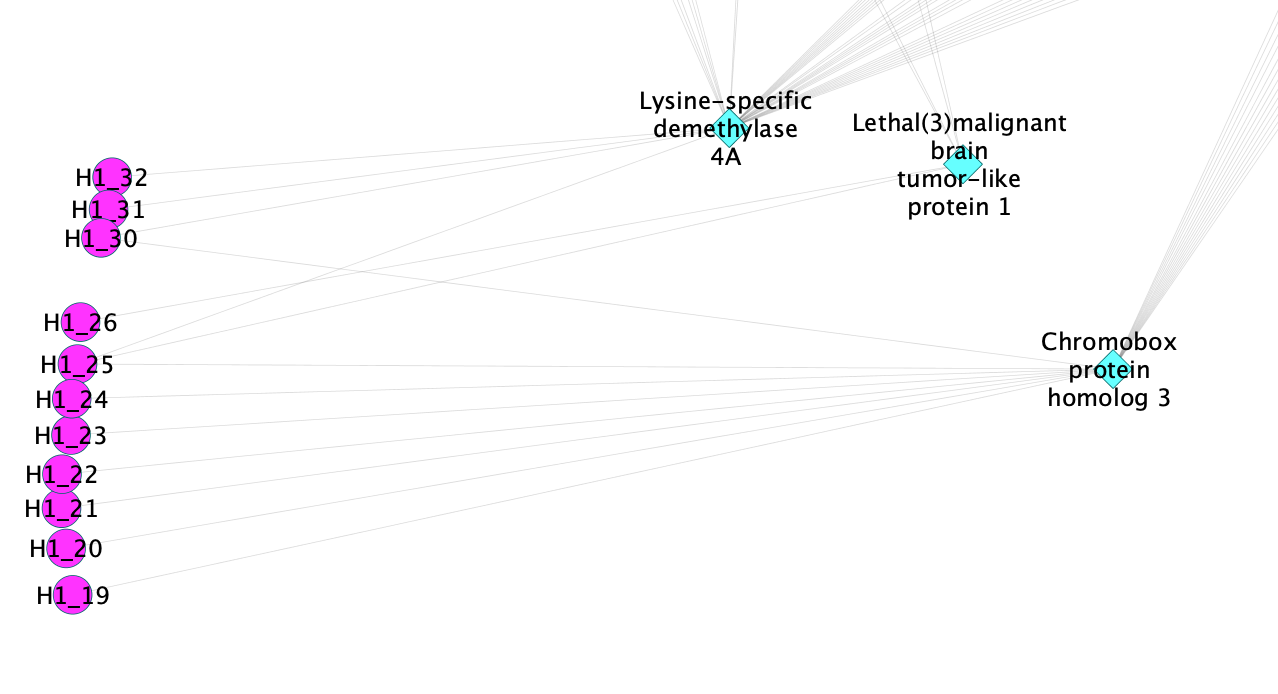 Lysine-specific
demethylase
4A
Lethal(3)malignant
brain
tumor-like
protein 1
H1_32
H1_31
H1_30
H1_26
H1_25
H1_24
H1_23
H1_22
H1_21
H1_20
H1_19
Chromobox
protein
homolog 3